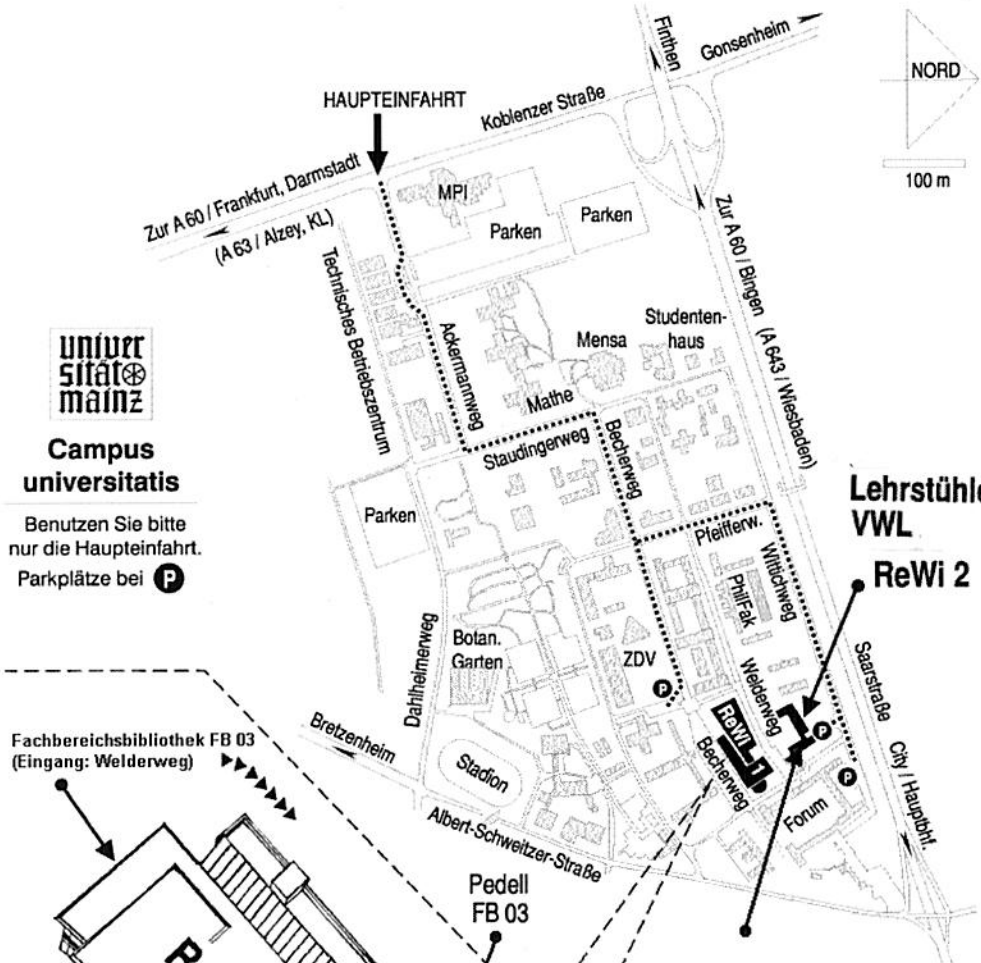 Finthen
Gonsenheim
NORD
100 m
HAUPTEINFAHRT
Koblenzer Straße
Zur A 60 / Frankfurt, Darmstadt
(A 63 / Alzey, KL)
MPI
Parken
Parken
Zur A 60 / Bingen (A 643 / Wiesbaden)
Technisches Betriebszentrum
Ackermannweg
Mensa
Studenten-
haus
Mathe
Staudingerweg
Becherweg
univer
sität
mainz
Campus
universitatis
Benutzen Sie bitte
nur die Haupteinfahrt.
Parkplätze bei P
Parken
Pfeifferw.
Lehrstühle
VWL
ReWi 2
Wittichweg
PhilFak
Dahlheimerweg
Botan.
Garten
ZDV
P
Welderweg
Saarstraße
ReWi 1
P
P
Becherweg
Forum
City / Hauptbhf.
Bretzenheim
Stadion
Albert-Schweitzer-Straße
Fachbereichsbibliothek FB 03
(Eingang: Welderweg)
Pedell
FB 03